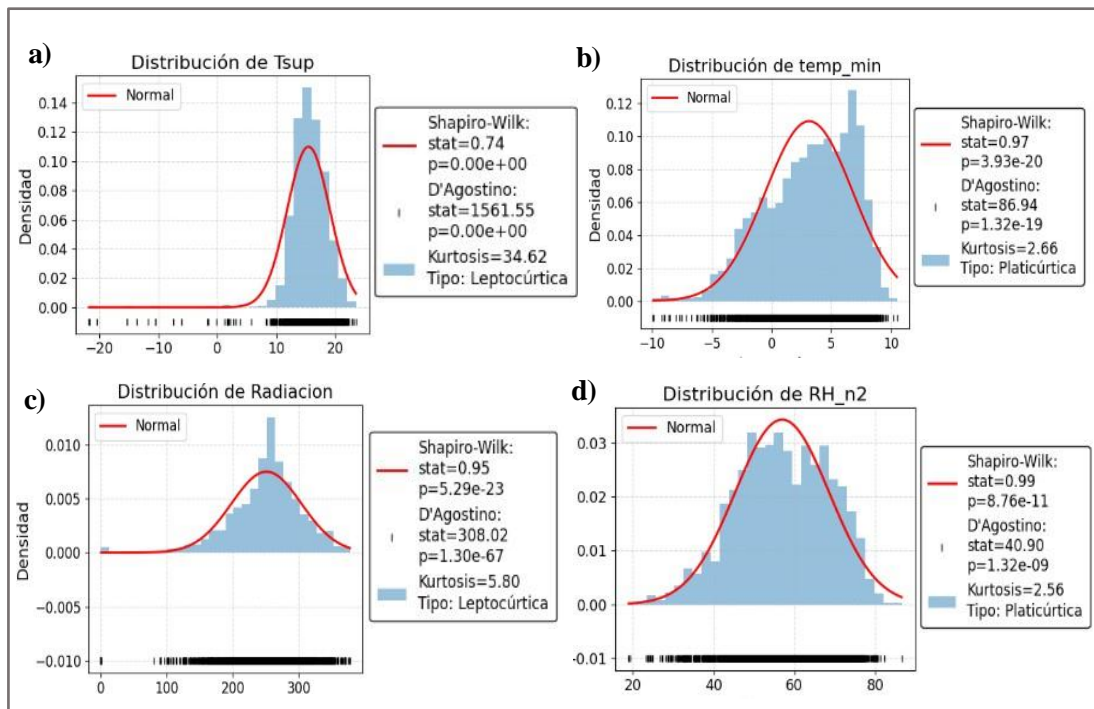 a)
Distribución de Tsup
Normal
Densidad
0.14
0.12
0.10
0.08
0.06
0.04
0.02
0.00
−20
−10
0
10
20
Shapiro-Wilk:
stat=0.74
p=0.00e+00
D'Agostino:
stat=1561.55
p=0.00e+00
Kurtosis=34.62
Tipo: Leptocúrtica
b)
Distribución de temp_min
Normal
0.12
0.10
0.08
0.06
0.04
0.02
0.00
−10
−5
0
5
10
Shapiro-Wilk:
stat=0.97
p=3.93e-20
D'Agostino:
stat=86.94
p=1.32e-19
Kurtosis=2.66
Tipo: Platicúrtica
c)
Distribución de Radiacion
Normal
Densidad
0.010
0.005
0.000
−0.005
−0.010
0
100
200
300
Shapiro-Wilk:
stat=0.95
p=5.29e-23
D'Agostino:
stat=308.02
p=1.30e-67
Kurtosis=5.80
Tipo: Leptocúrtica
d)
Distribución de RH_n2
Normal
0.03
0.02
0.01
0.00
-0.01
20
40
60
80
Shapiro-Wilk:
stat=0.99
p=8.76e-11
D'Agostino:
stat=40.90
p=1.32e-09
Kurtosis=2.56
Tipo: Platicúrtica